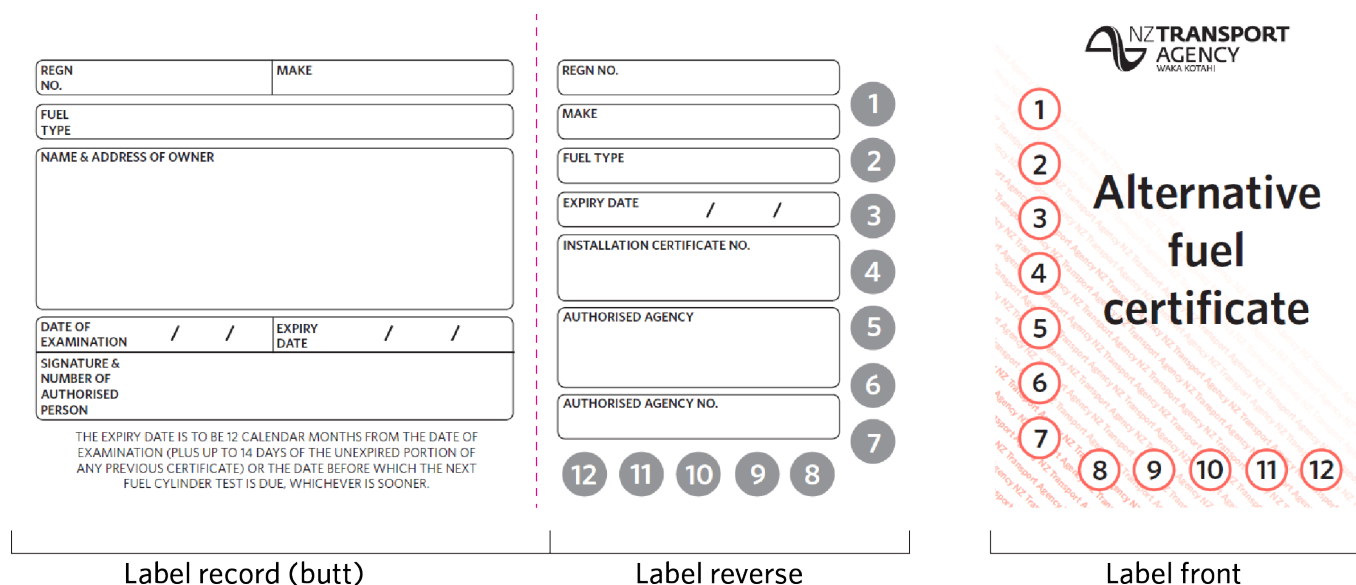 REGN
NO.
MAKE
FUEL
TYPE
NAME & ADDRESS OF OWNER
DATE OF
EXAMINATION / /
EXPIRY
DATE / /
SIGNATURE &
NUMBER OF
AUTHORISED
PERSON
THE EXPIRY DATE IS TO BE 12 CALENDAR MONTHS FROM THE DATE OF
EXAMINATION (PLUS UP TO 14 DAYS OF THE UNEXPIRED PORTION OF
ANY PREVIOUS CERTIFICATE) OR THE DATE BEFORE WHICH THE NEXT
FUEL CYLINDER TEST IS DUE, WHICHEVER IS SOONER.
Label record (butt)
REGN NO.
MAKE
FUEL TYPE
EXPIRY DATE / /
INSTALLATION CERTIFICATE NO.
AUTHORISED AGENCY
AUTHORISED AGENCY NO.
1
2
3
4
5
6
7
12 11 10 9 8
Label reverse
NZTRANSPORT
AGENCY
WAKA KOTAHI
1
2
3
4
5
6
7
8 9 10 11 12
Alternative
fuel
certificate
Label front